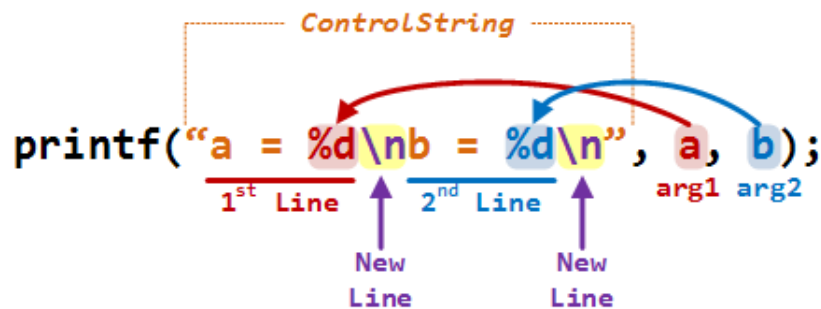 ControlString
printf(“a = %d\nb = %d\n”, a, b);
1st Line 2nd Line arg1 arg2
New New
Line Line